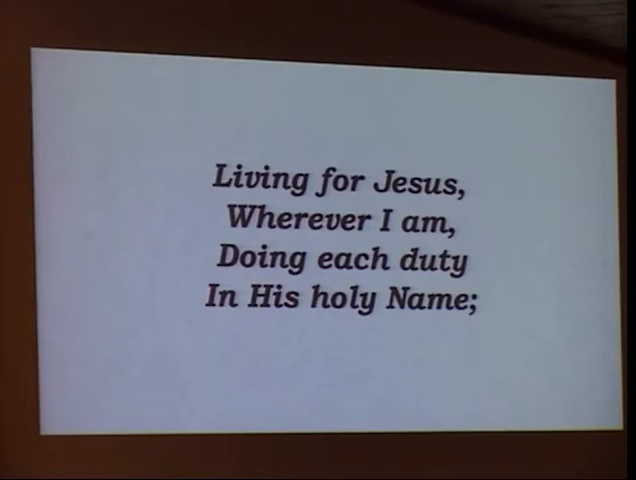 Living for Jesus,
Wherever I am,
Doing each duty
In His holy Name;